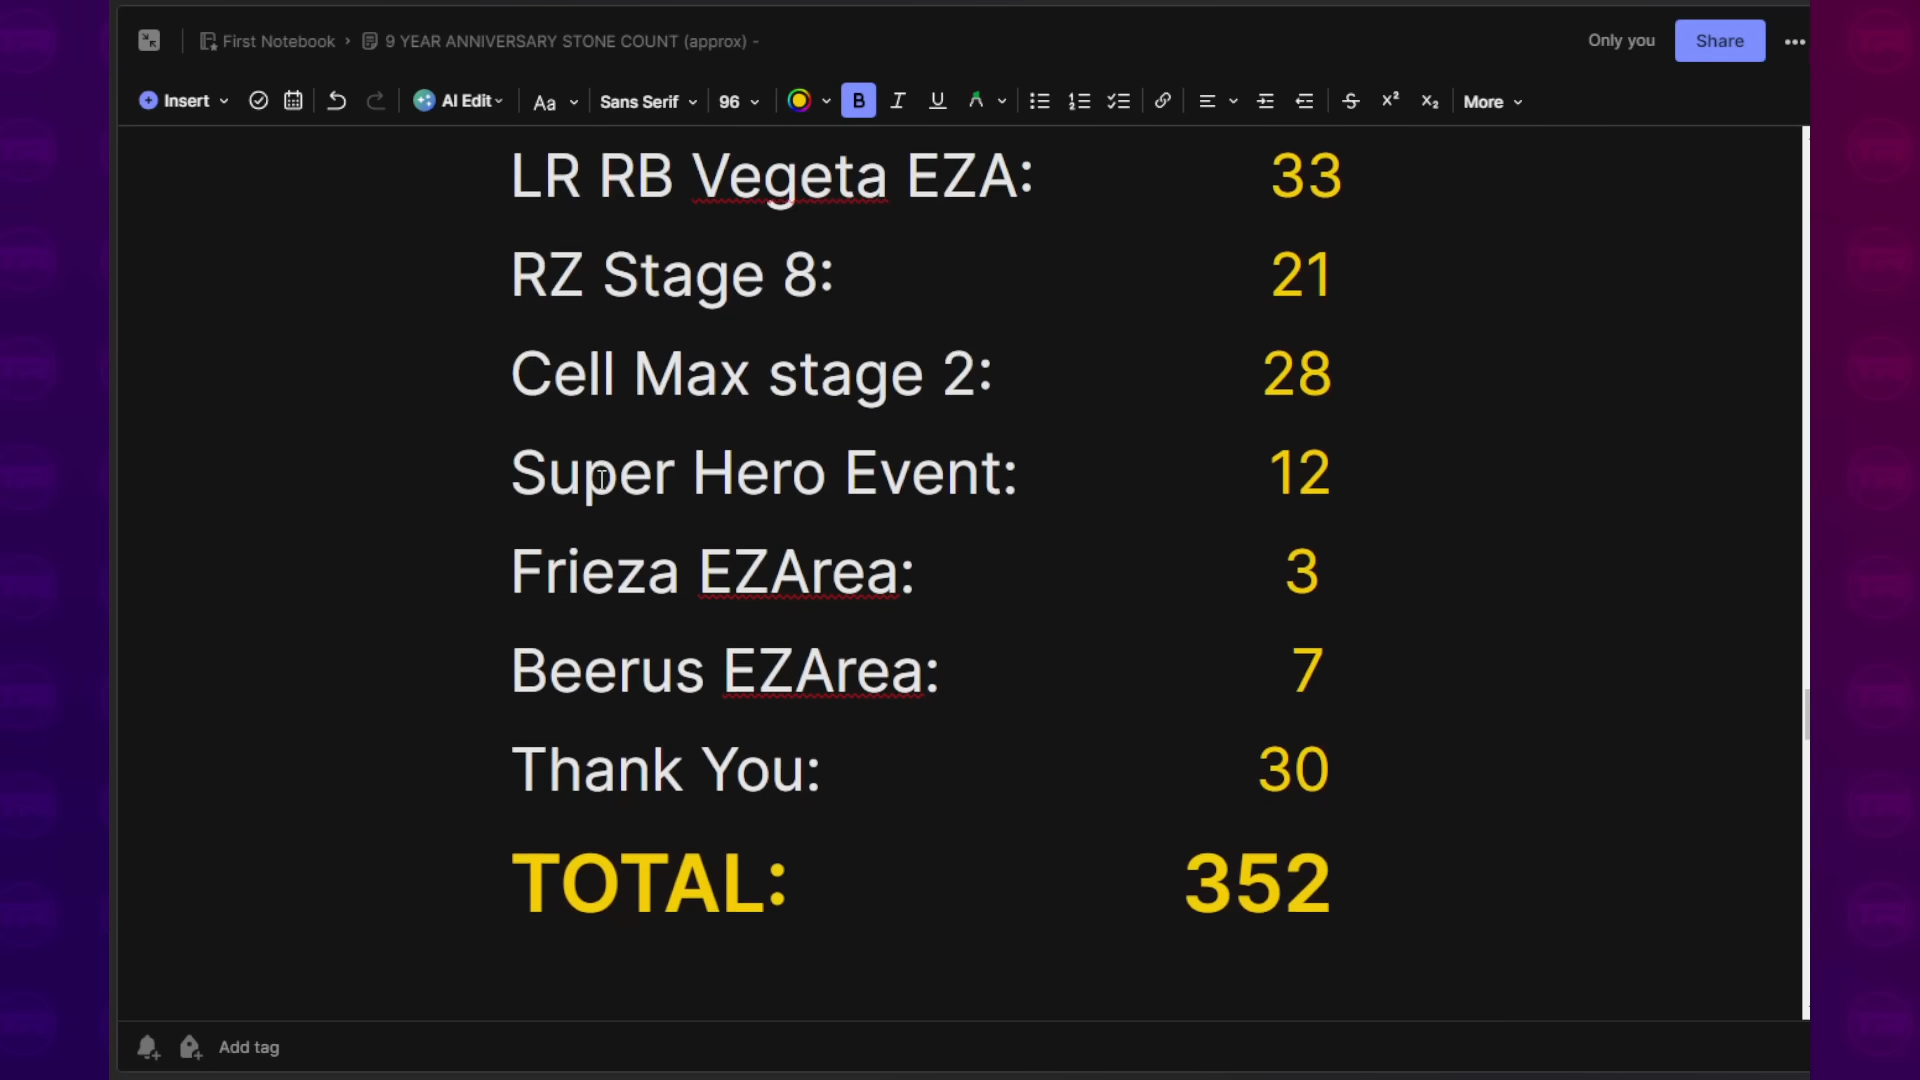 First Notebook › 9 YEAR ANNIVERSARY STONE COUNT (approx) -
Only you Share
Insert AI Edit Aa Sans Serif 96 B I U x² x₂ More
LR RB Vegeta EZA: 33
RZ Stage 8: 21
Cell Max stage 2: 28
Super Hero Event: 12
Frieza EZArea: 3
Beerus EZArea: 7
Thank You: 30
TOTAL: 352
Add tag